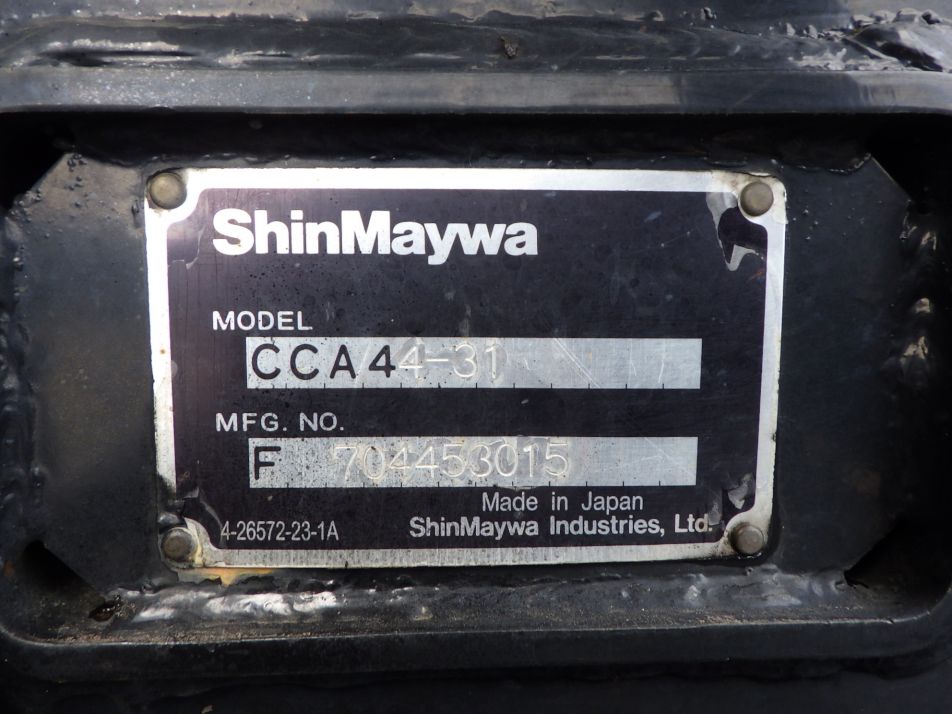 ShinMaywa
MODEL
CCA44-31
MFG. NO.
F 704453015
Made in Japan
4-26572-23-1A ShinMaywa Industries, Ltd.